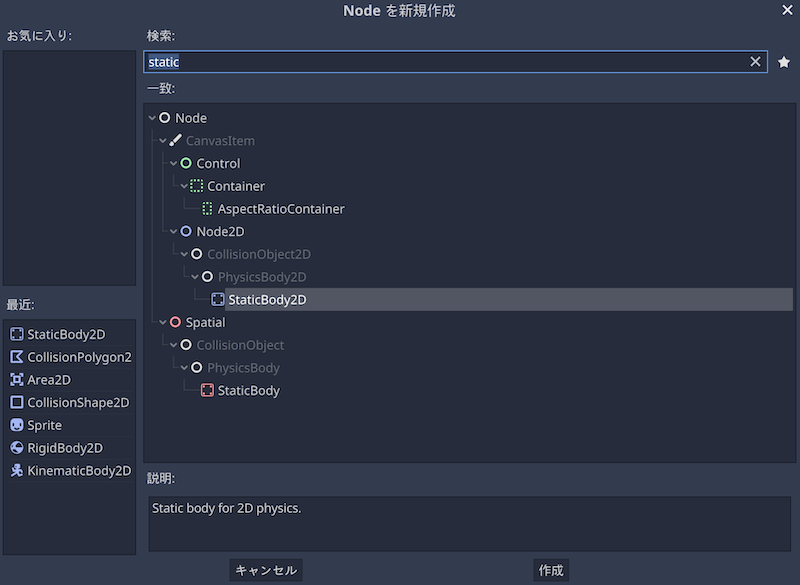 Node を新規作成
お気に入り:
検索:
static
一致:
Node
CanvasItem
Control
Container
AspectRatioContainer
Node2D
CollisionObject2D
PhysicsBody2D
StaticBody2D
Spatial
CollisionObject
PhysicsBody
StaticBody
最近:
StaticBody2D
CollisionPolygon2
Area2D
CollisionShape2D
Sprite
RigidBody2D
KinematicBody2D
説明:
Static body for 2D physics.
キャンセル
作成